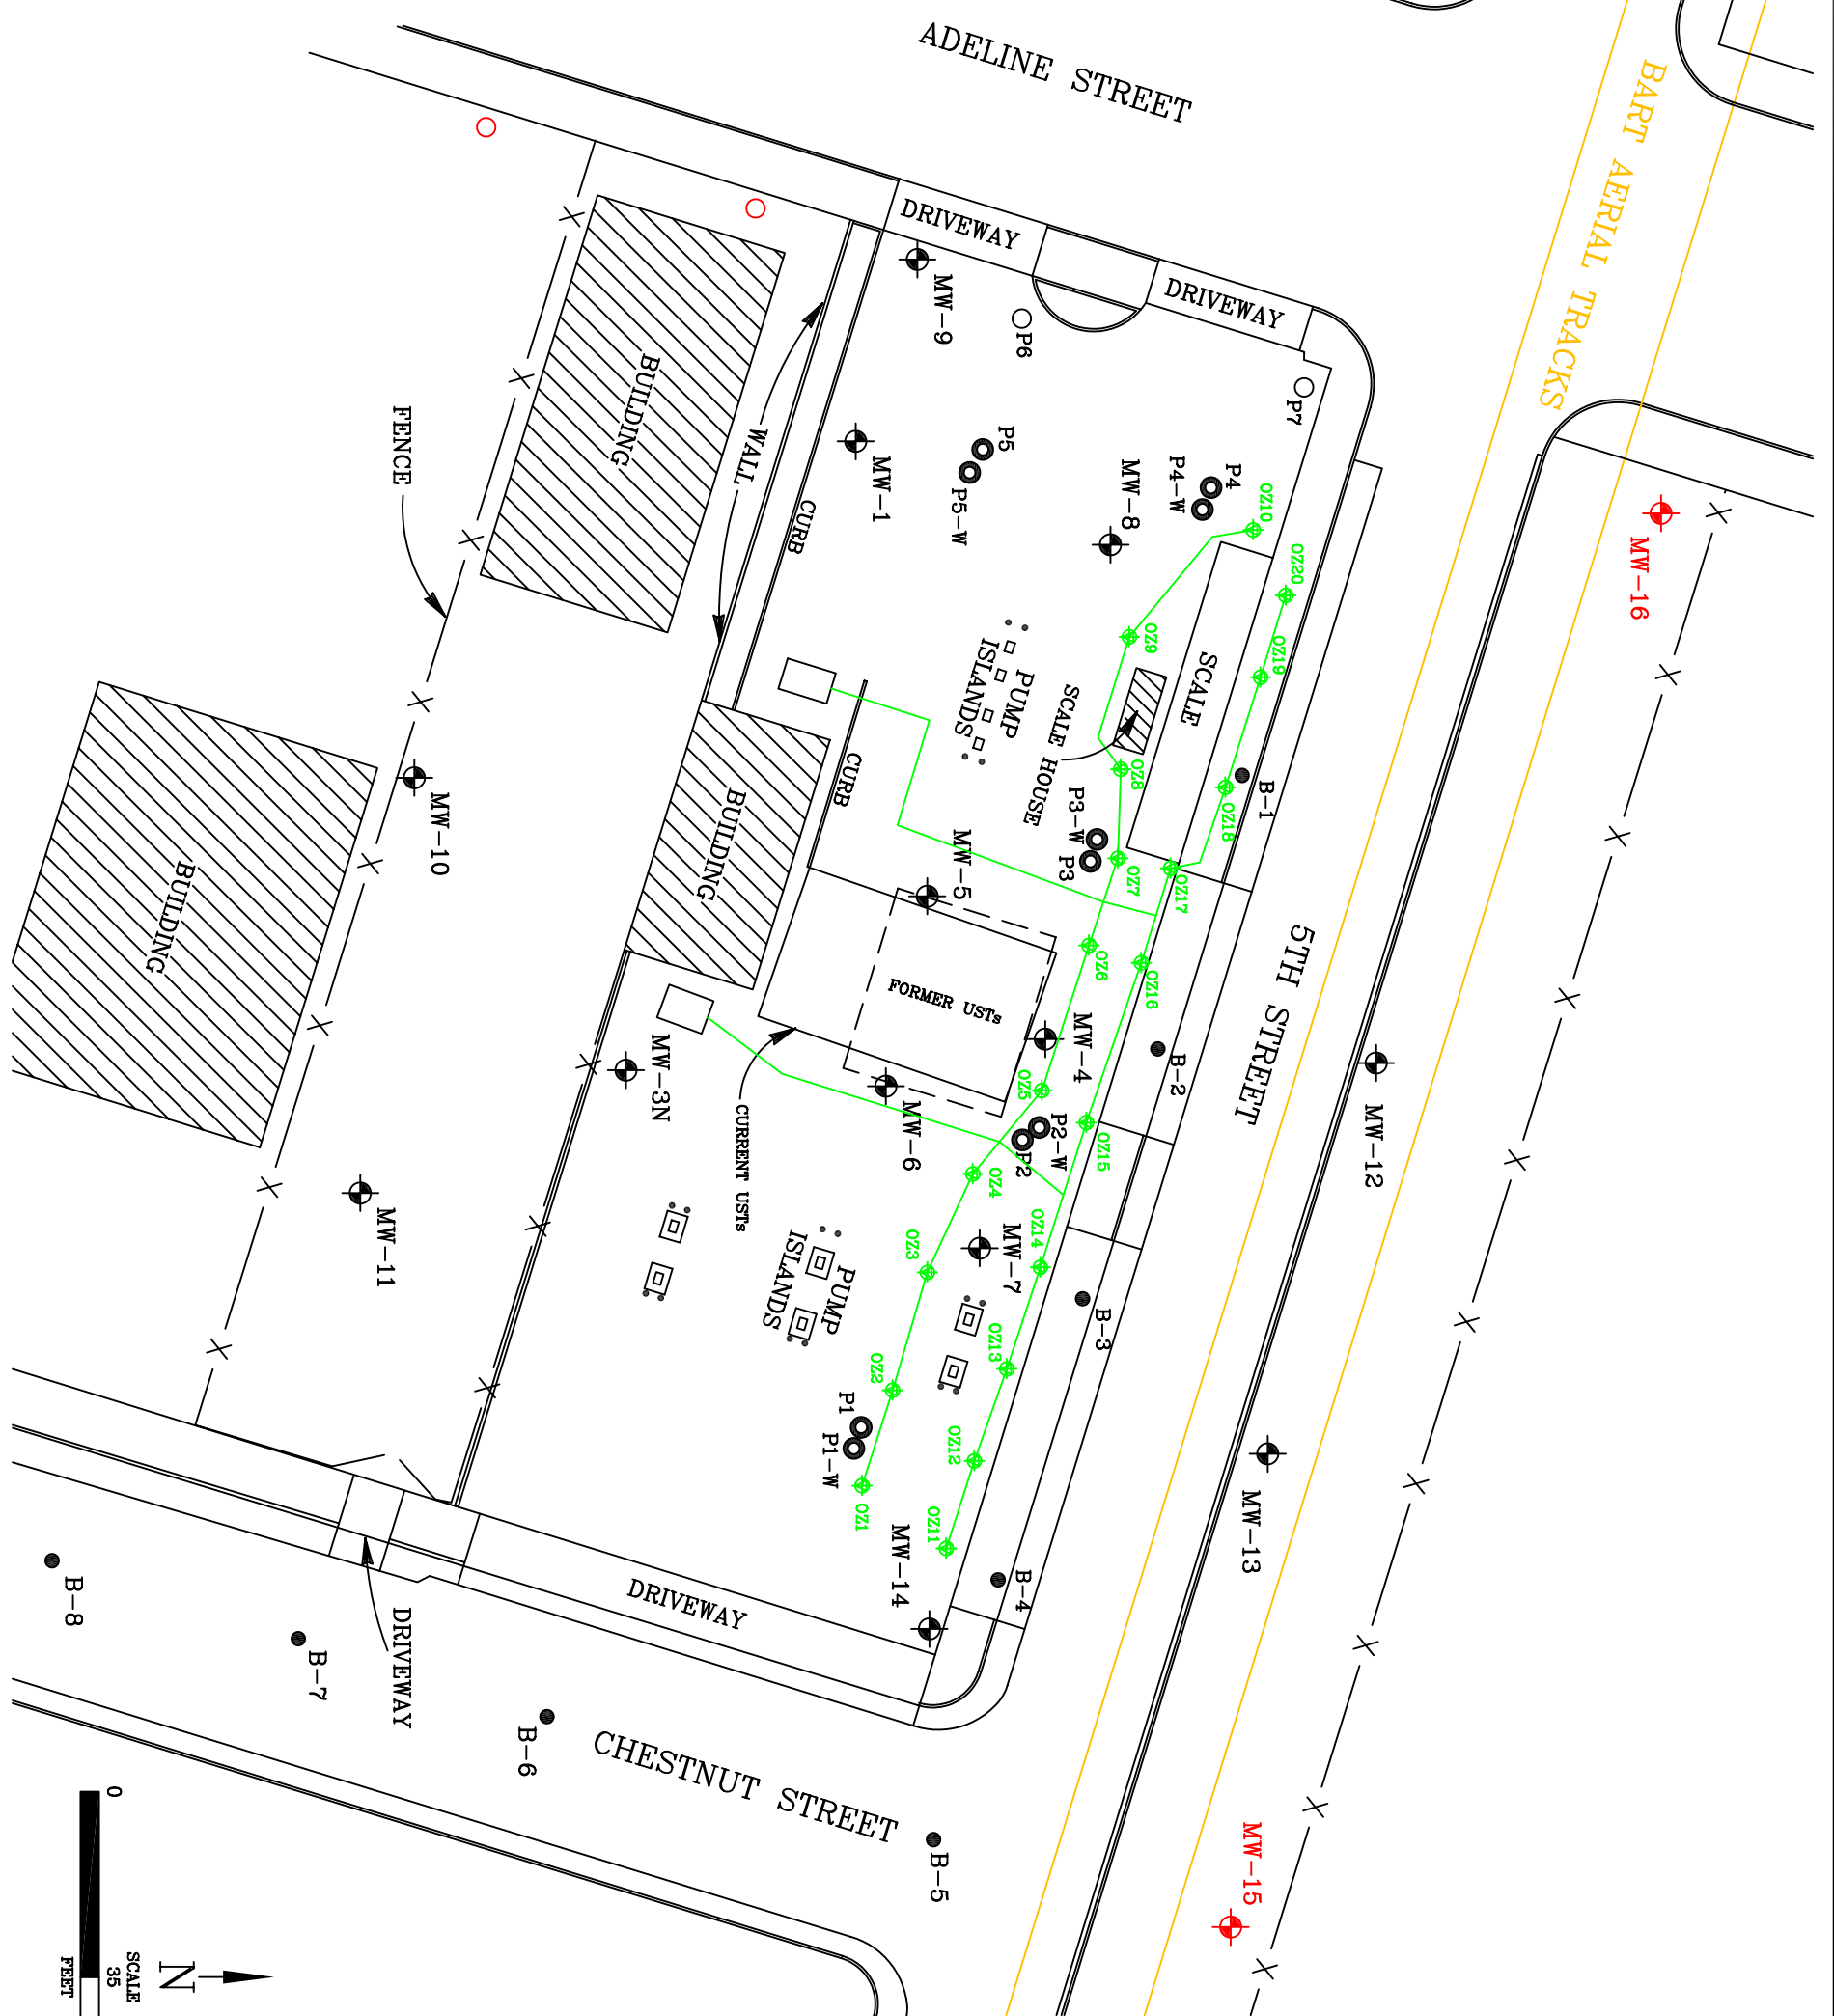 ADELINE STREET
BART AERIAL TRACKS
DRIVEWAY
DRIVEWAY
MW-9
P6
P7
MW-16
BUILDING
FENCE
WALL
MW-1
P5
P5-W
MW-8
P4
P4-W
OZ10
OZ20
CURB
OZ9
OZ19
PUMP
ISLANDS
SCALE HOUSE
SCALE
OZ8
OZ18
B-1
P3-W
P3
OZ7
OZ17
MW-10
BUILDING
BUILDING
CURB
MW-5
OZ6
OZ16
5TH STREET
FORMER USTs
MW-4
B-2
MW-12
MW-3N
CURRENT USTs
MW-6
OZ5
P2-W
P2
OZ15
OZ4
MW-11
PUMP
ISLANDS
OZ3
MW-7
OZ14
B-3
OZ13
OZ2
P1
P1-W
OZ12
MW-13
OZ1
OZ11
MW-14
B-4
DRIVEWAY
DRIVEWAY
B-8
B-7
B-6
CHESTNUT STREET
B-5
MW-15
0
SCALE
35
FEET
N